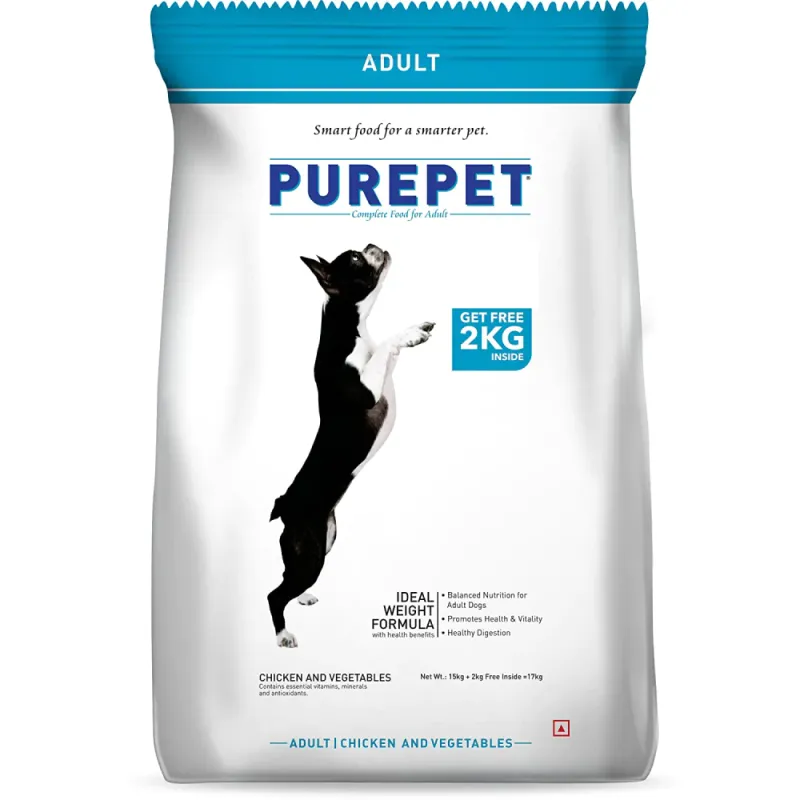 ADULT
Smart food for a smarter pet.
PUREPET
Complete Food for Adult
GET FREE
2KG
INSIDE
IDEAL
WEIGHT
FORMULA
with health benefits
• Balanced Nutrition for
Adult Dogs
• Promotes Health & Vitality
• Healthy Digestion
CHICKEN AND VEGETABLES
Contains essential vitamins, minerals
and antioxidants.
Net Wt.: 15kg + 2kg Free Inside =17kg
ADULT | CHICKEN AND VEGETABLES